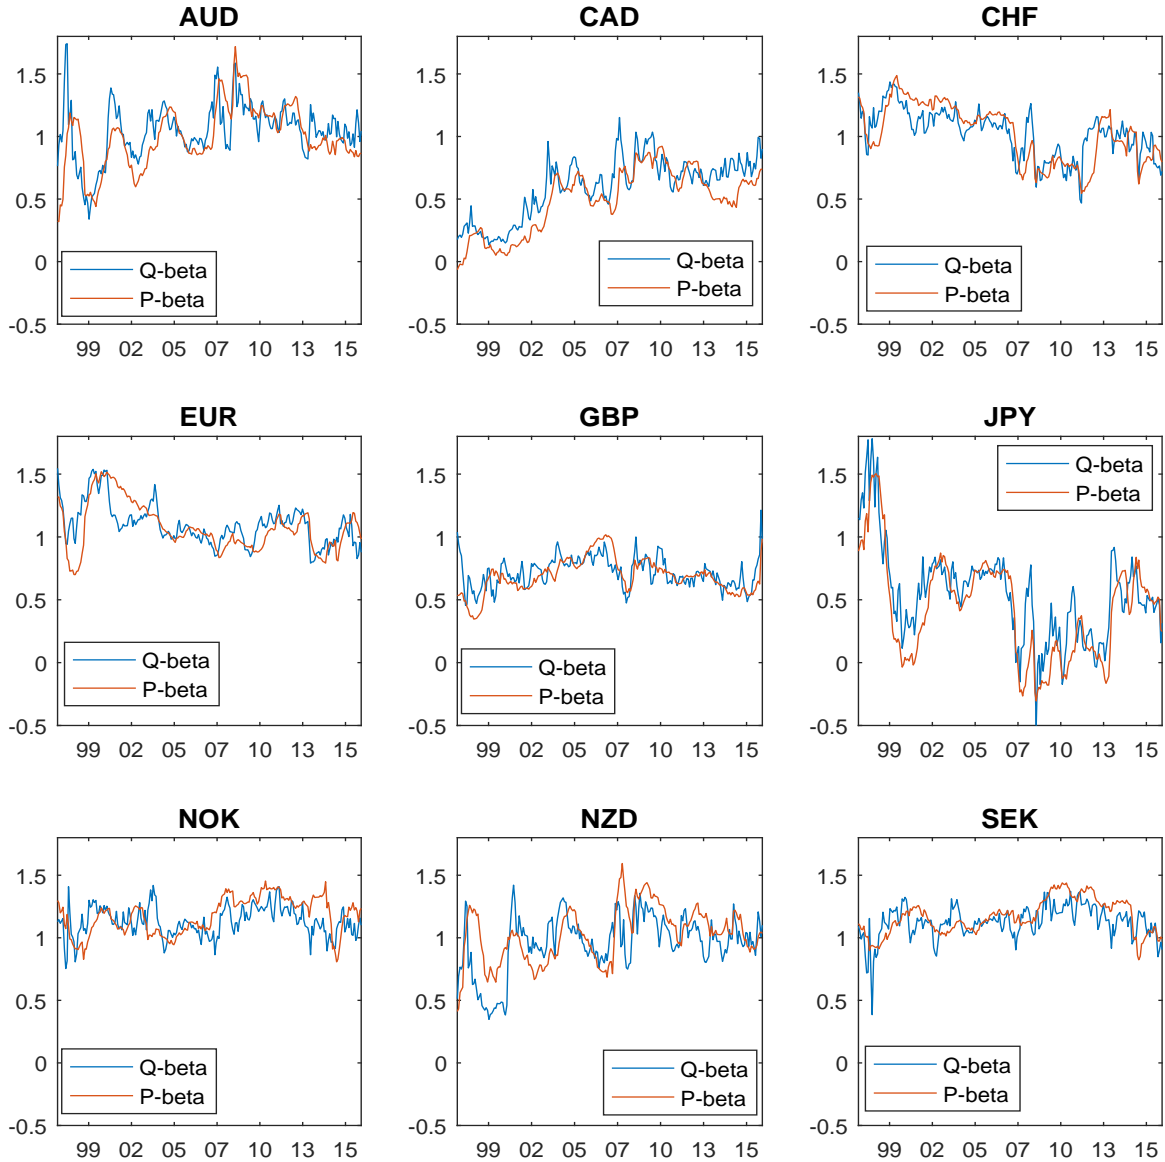 AUD CAD CHF
1.5 1.5 1.5
1 1 1
0.5 0.5 0.5
0 0 0
Q-beta Q-beta Q-beta
P-beta P-beta P-beta
-0.5 -0.5 -0.5
99 02 05 07 10 13 15 99 02 05 07 10 13 15 99 02 05 07 10 13 15
EUR GBP JPY
1.5 1.5 1.5
Q-beta
P-beta
1 1 1
0.5 0.5 0.5
0 0 0
Q-beta Q-beta
P-beta P-beta
-0.5 -0.5 -0.5
99 02 05 07 10 13 15 99 02 05 07 10 13 15 99 02 05 07 10 13 15
NOK NZD SEK
1.5 1.5 1.5
1 1 1
0.5 0.5 0.5
0 0 0
Q-beta Q-beta Q-beta
P-beta P-beta P-beta
-0.5 -0.5 -0.5
99 02 05 07 10 13 15 99 02 05 07 10 13 15 99 02 05 07 10 13 15